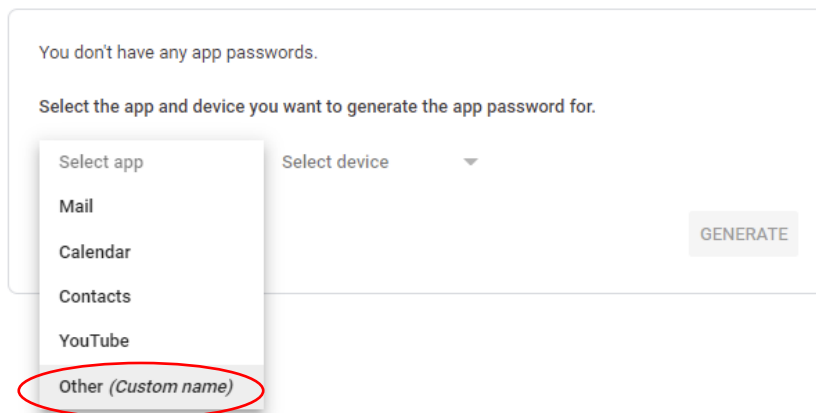 You don't have any app passwords.
Select the app and device you want to generate the app password for.
Select app
Select device
Mail
Calendar
Contacts
YouTube
Other (Custom name)
GENERATE